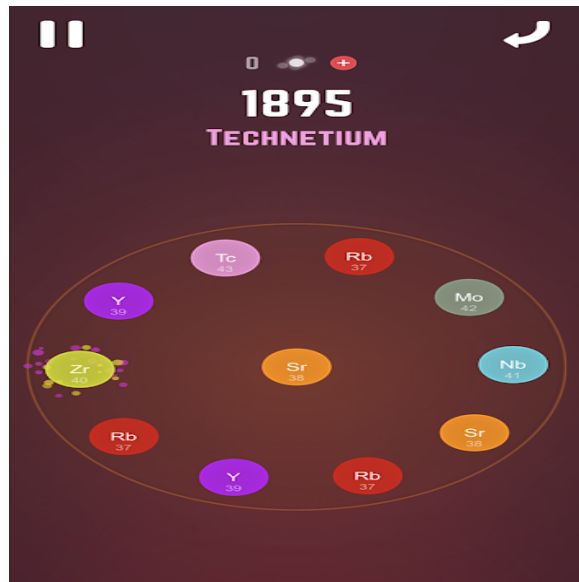 0
1895
TECHNETIUM
Tc
43
Rb
37
Y
39
Mo
42
Zr
40
Sr
38
Nb
41
Rb
37
Sr
38
Y
39
Rb
37